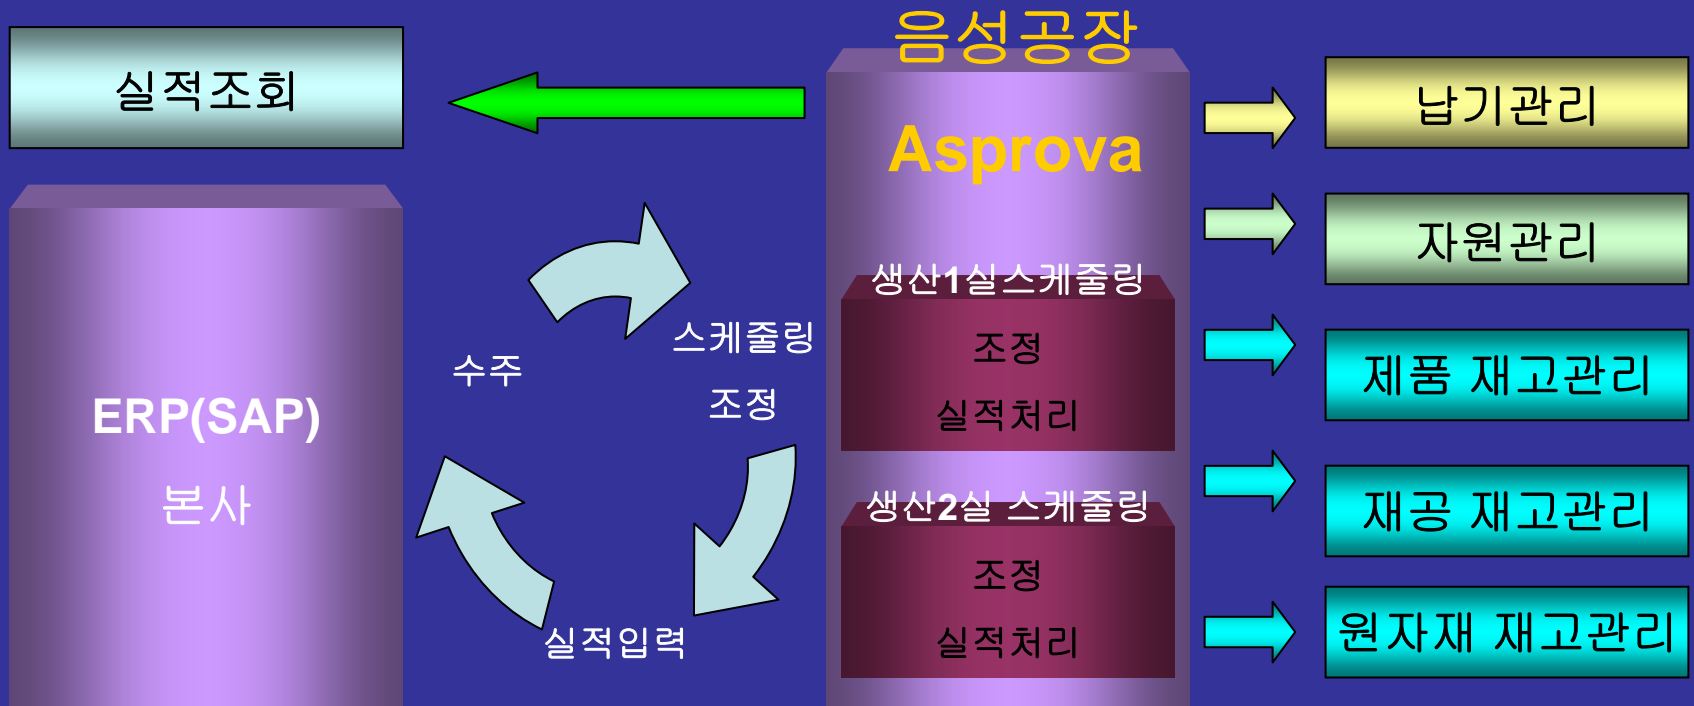 음성공장
실적조회
Asprova
납기관리
자원관리
생산1실스케줄링
스케줄링
조정
수주
조정
실적처리
제품 재고관리
ERP(SAP)
본사
생산2실 스케줄링
조정
실적처리
재공 재고관리
실적입력
원자재 재고관리